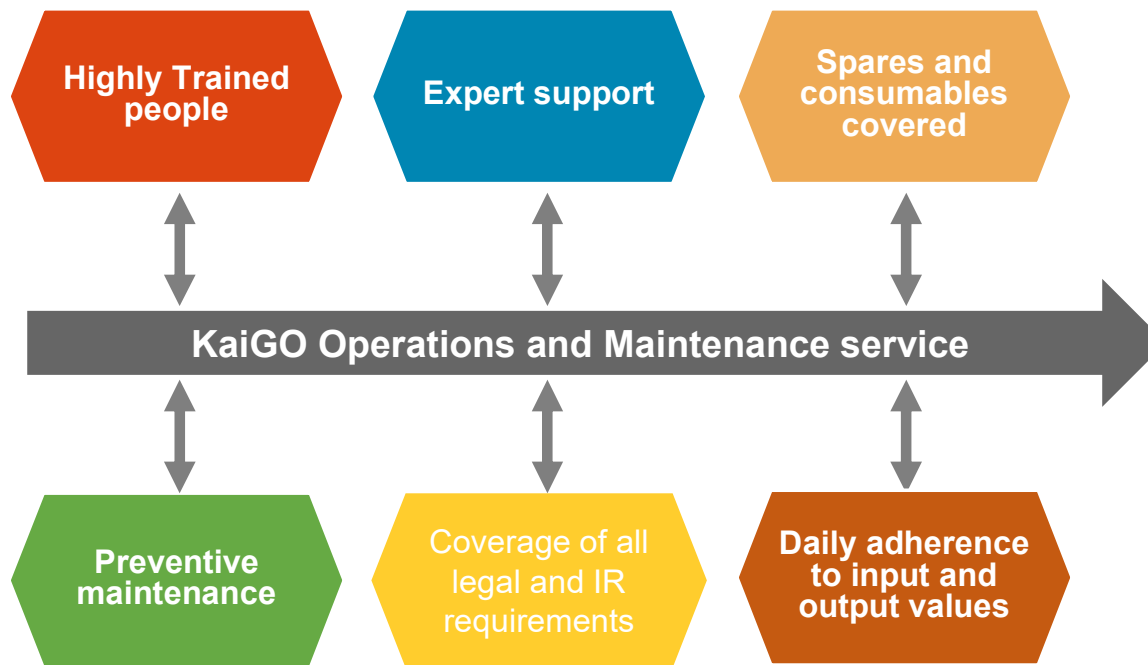 Highly Trained
people
Expert support
Spares and
consumables
covered
KaiGO Operations and Maintenance service
Preventive
maintenance
Coverage of all
legal and IR
requirements
Daily adherence
to input and
output values